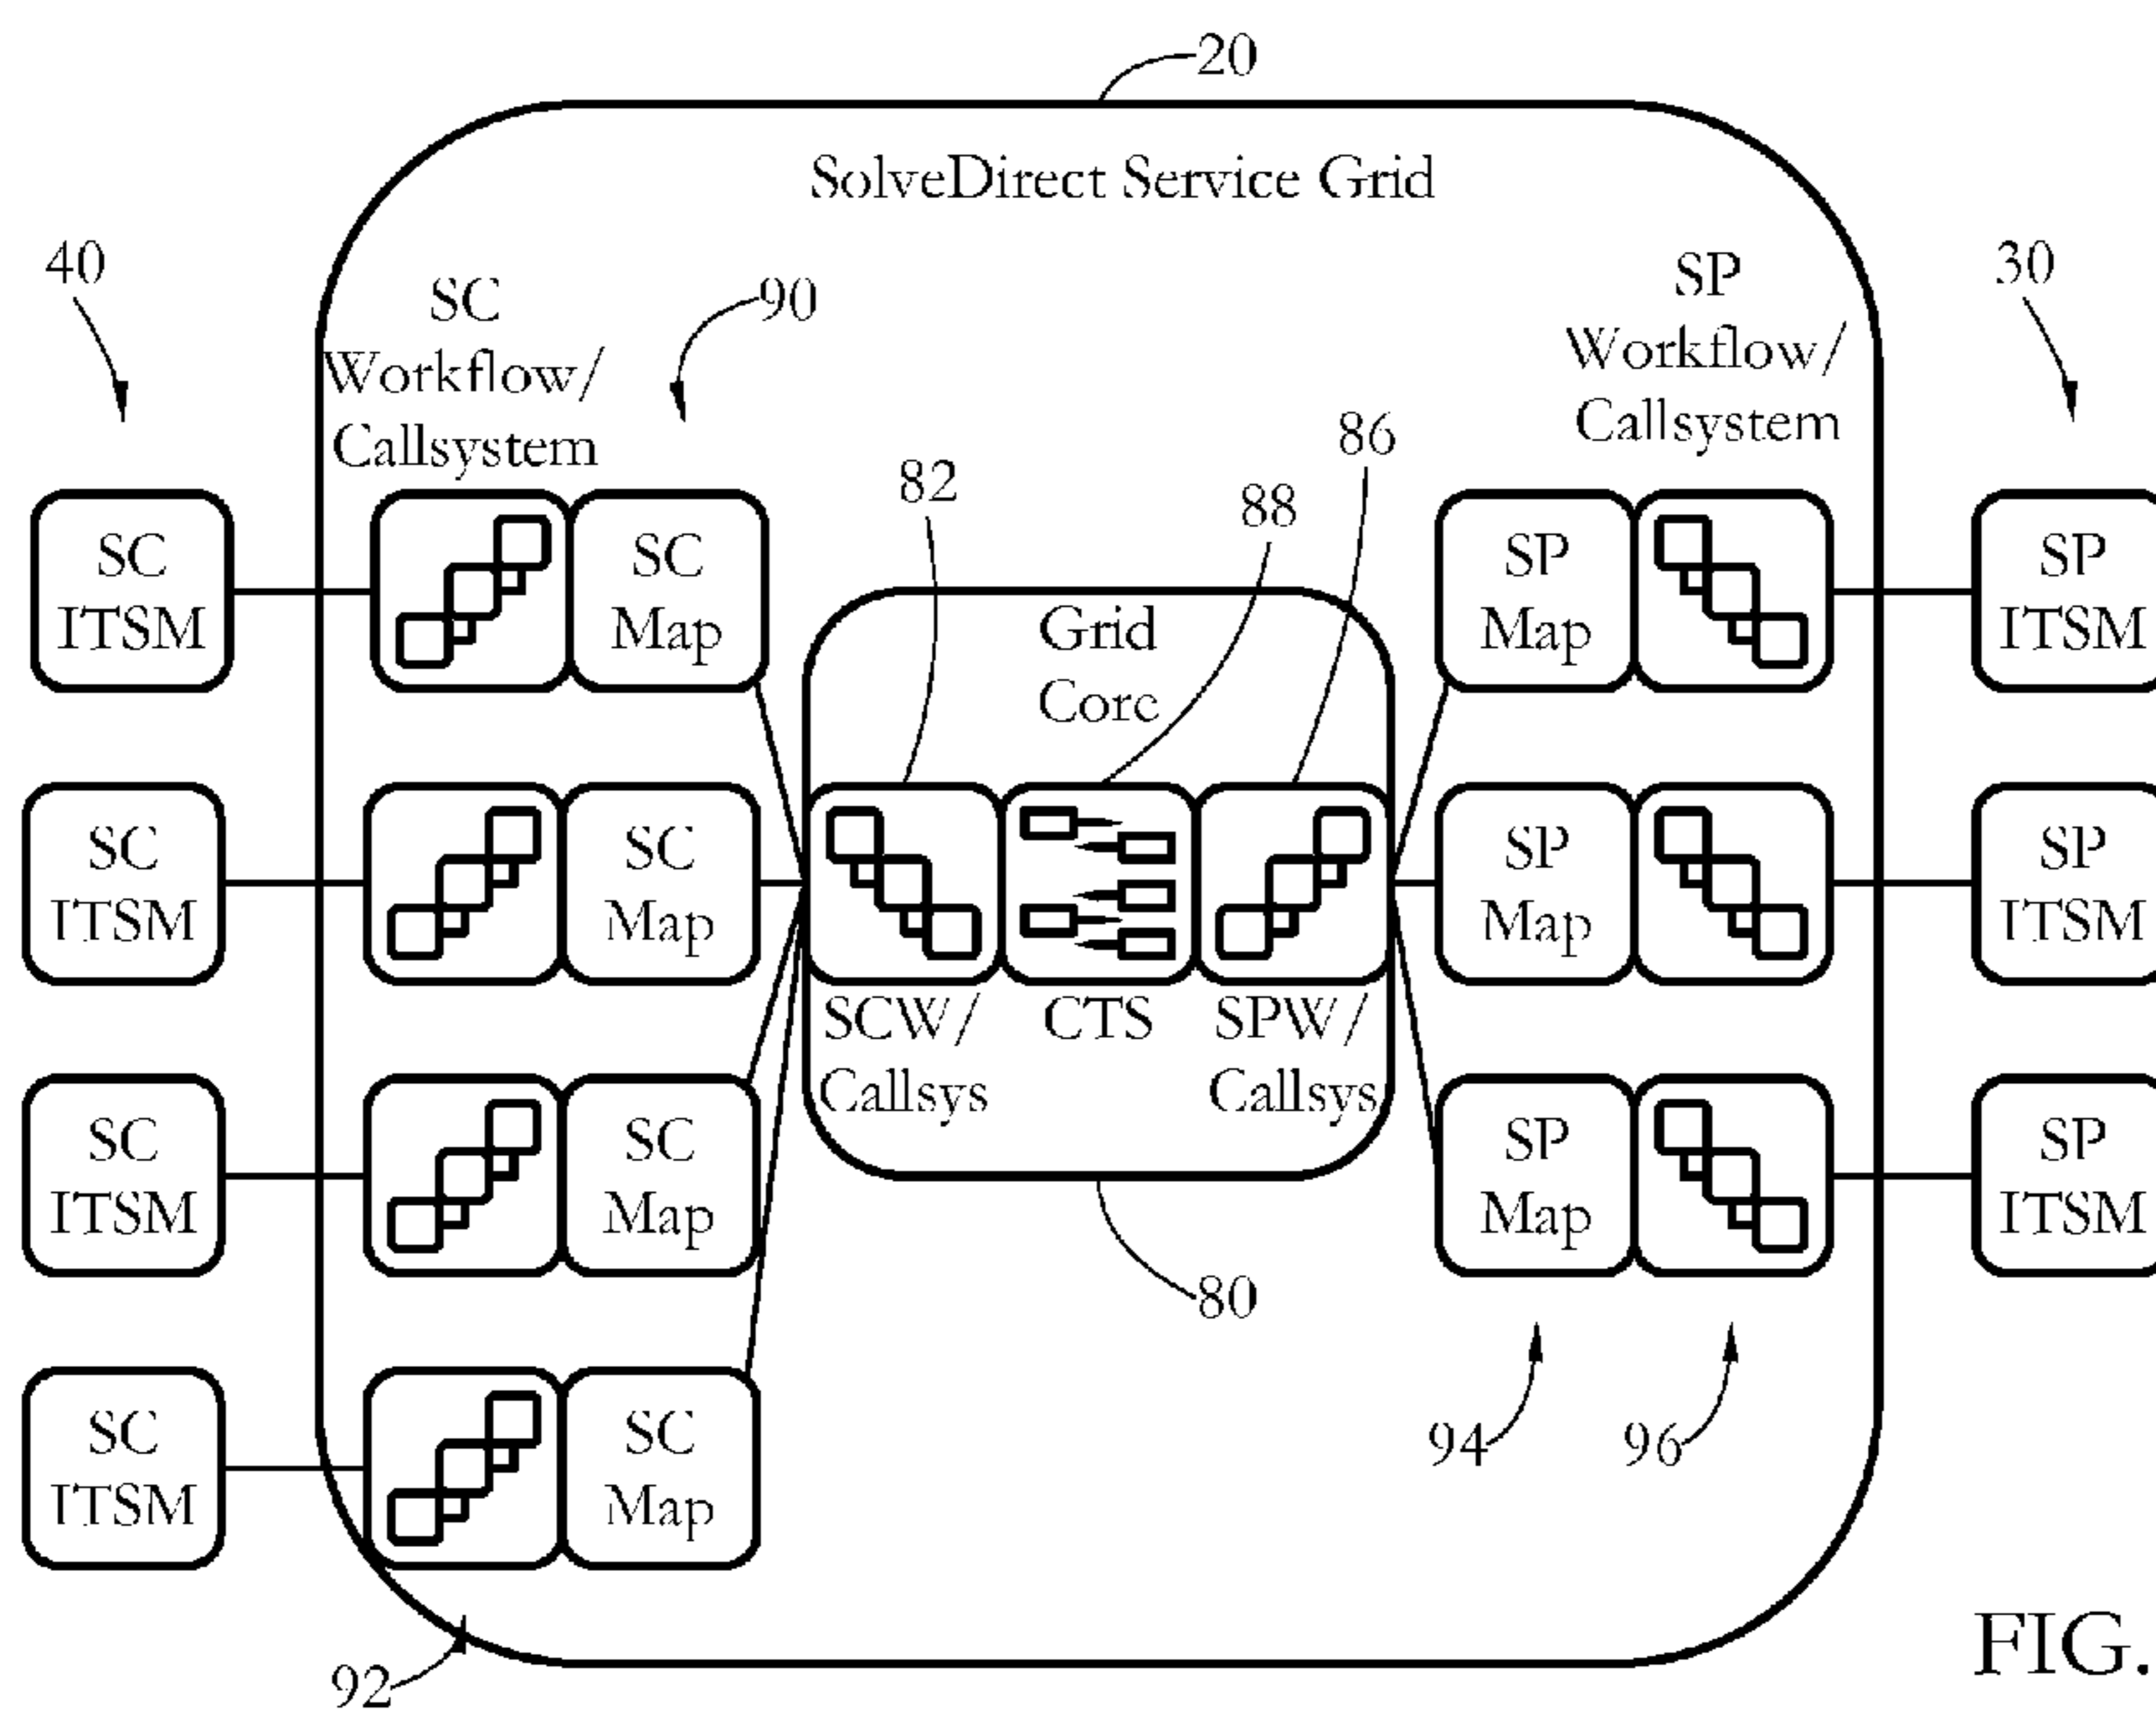 20
SolveDirect Service Grid
40
SC
Workflow/
Callsystem
90
SP
Workflow/
Callsystem
30
82
88
86
SC
ITSM
SC
Map
SP
Map
SP
ITSM
Grid
Core
SC
ITSM
SC
Map
SP
Map
SP
ITSM
SCW/
Callsys
CTS
SPW/
Callsys
SC
ITSM
SC
Map
SP
Map
SP
ITSM
80
94
96
SC
ITSM
SC
Map
92
FIG.